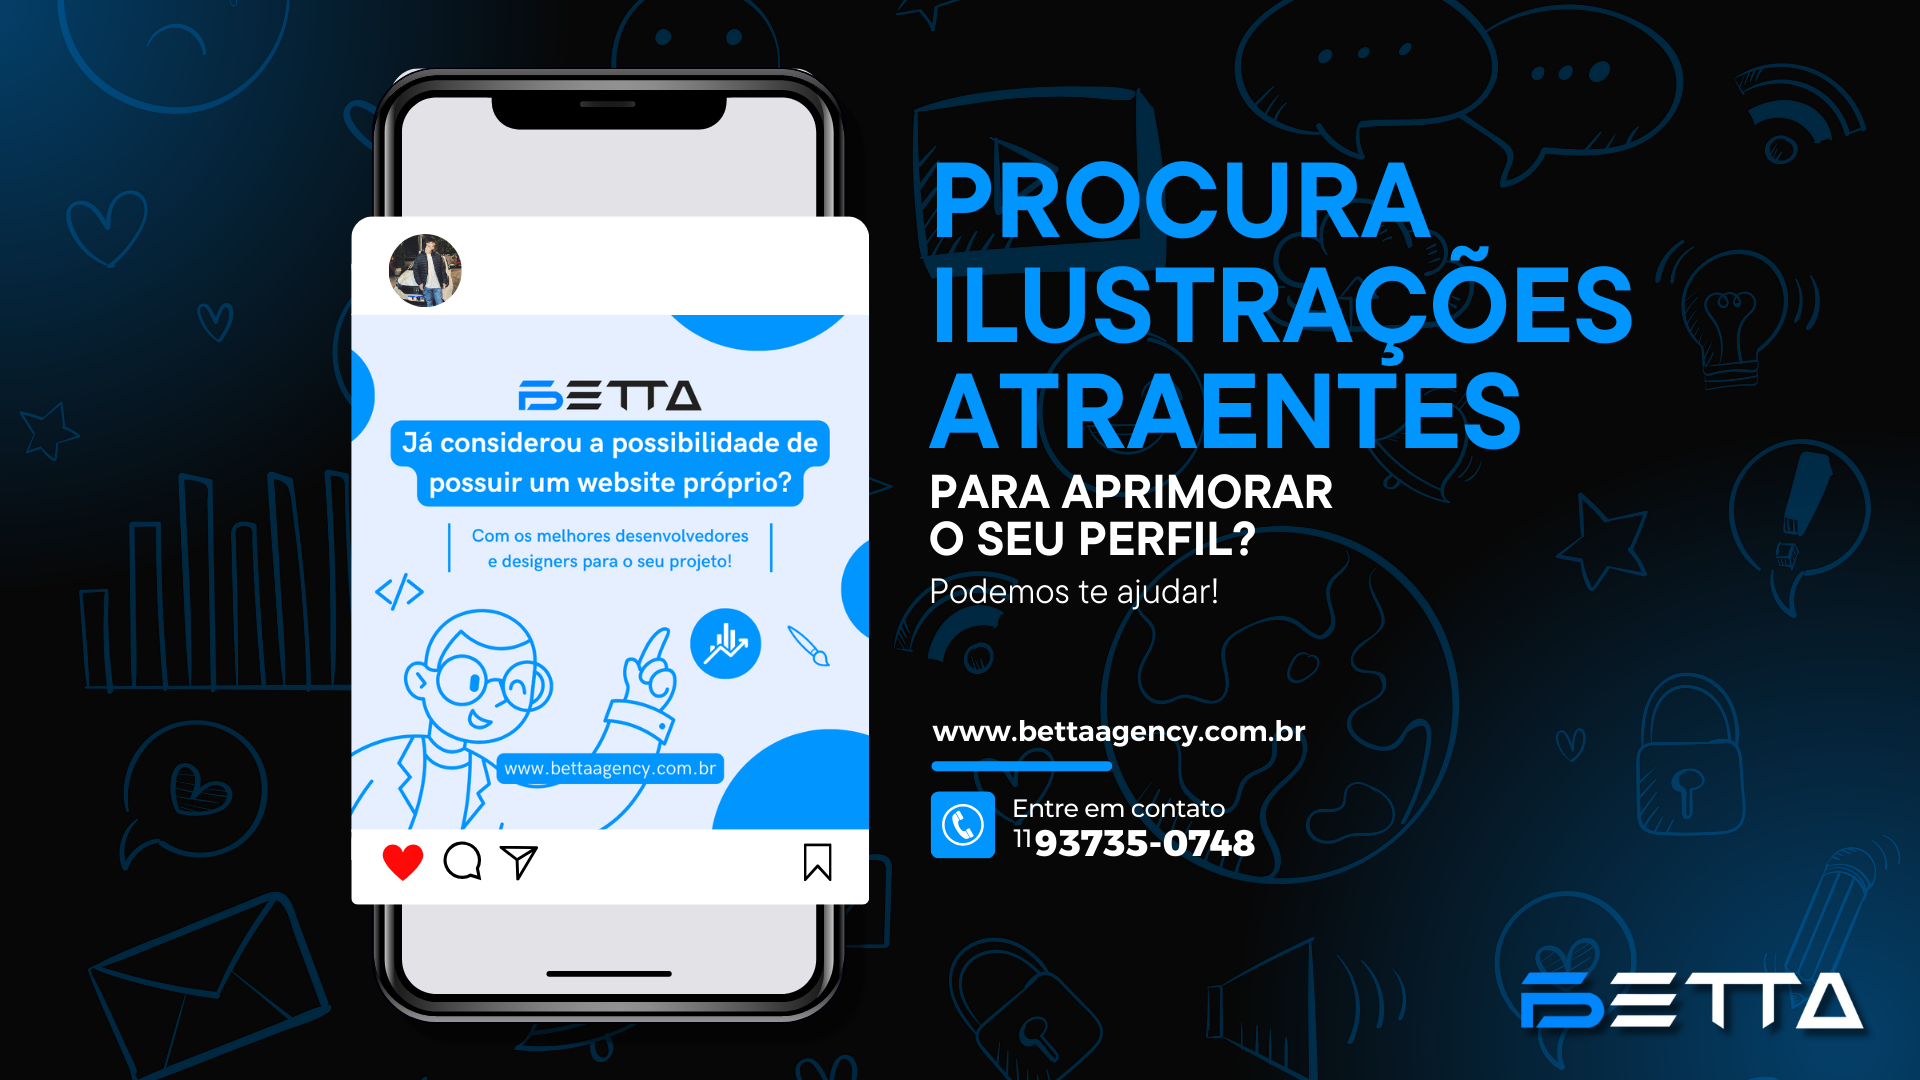 BETTA
Já considerou a possibilidade de
possuir um website próprio?
Com os melhores desenvolvedores
e designers para o seu projeto!
</>
www.bettaagency.com.br
PROCURA
ILUSTRAÇÕES
ATRAENTES
PARA APRIMORAR
O SEU PERFIL?
Podemos te ajudar!
www.bettaagency.com.br
Entre em contato
11 93735-0748
BETTA